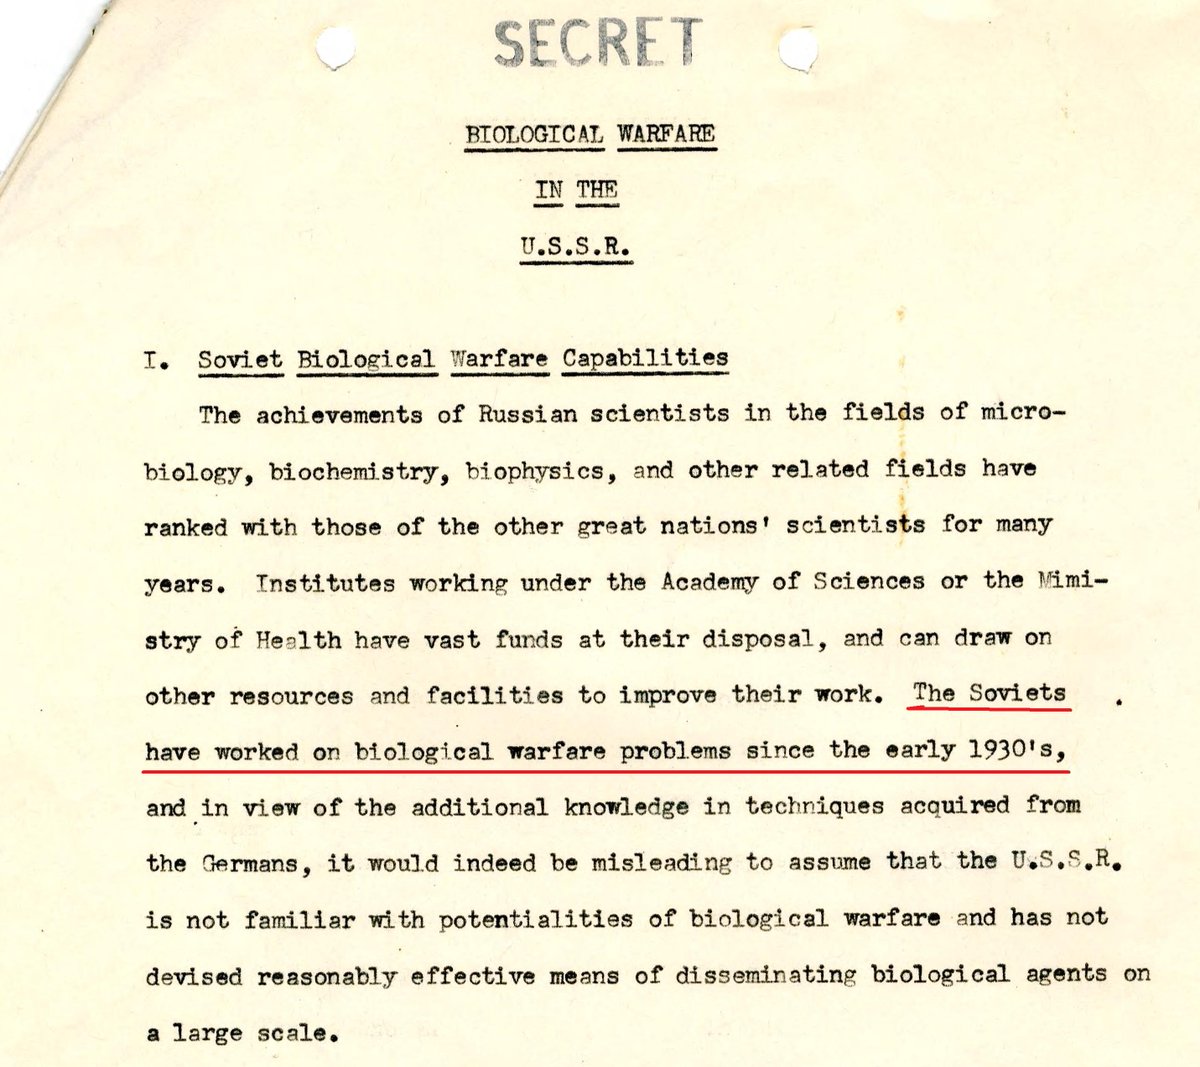 SECRET
BIOLOGICAL WARFARE
IN THE
U.S.S.R.
I. Soviet Biological Warfare Capabilities
The achievements of Russian scientists in the fields of micro-
biology, biochemistry, biophysics, and other related fields have
ranked with those of the other great nations' scientists for many
years. Institutes working under the Academy of Sciences or the Mimi-
stry of Health have vast funds at their disposal, and can draw on
other resources and facilities to improve their work. The Soviets .
have worked on biological warfare problems since the early 1930's,
and in view of the additional knowledge in techniques acquired from
the Germans, it would indeed be misleading to assume that the U.S.S.R.
is not familiar with potentialities of biological warfare and has not
devised reasonably effective means of disseminating biological agents on
a large scale.